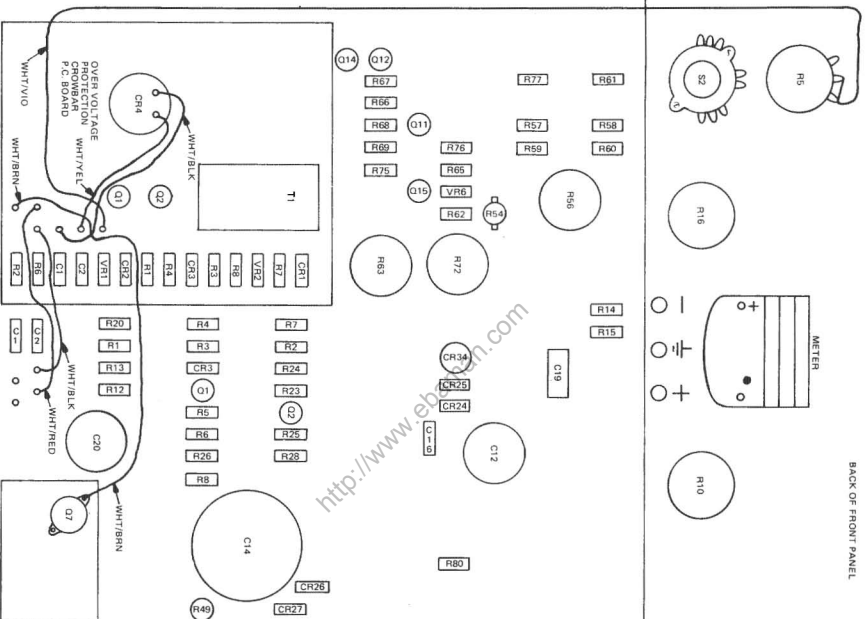 WHT/VIO
OVER VOLTAGE
PROTECTION
CROWBAR
P.C. BOARD
CR4
WHT/BLK
WHT/YEL
WHT/BRN
Q1
Q2
T1
R2
R6
C1
C2
VR1
CR2
R1
R4
CR3
R3
R8
VR2
R7
CR1
Q14
Q12
R67
R66
R68
Q11
R69
R75
Q15
R76
R65
VR6
R62
R54
R77
R61
R57
R58
R59
R60
R56
R63
R72
S2
R5
R16
R14
R15
METER
+
−
+
C1
C2
R20
R1
R13
R12
R4
R3
CR3
Q1
R5
R6
R26
R8
R7
R2
R24
R23
Q2
R25
R28
CR34
CR25
CR24
C16
C19
C12
R10
BACK OF FRONT PANEL
WHT/BLK
WHT/RED
C20
Q7
WHT/BRN
C14
R80
CR26
R49
CR27
http://www.ebaman.com